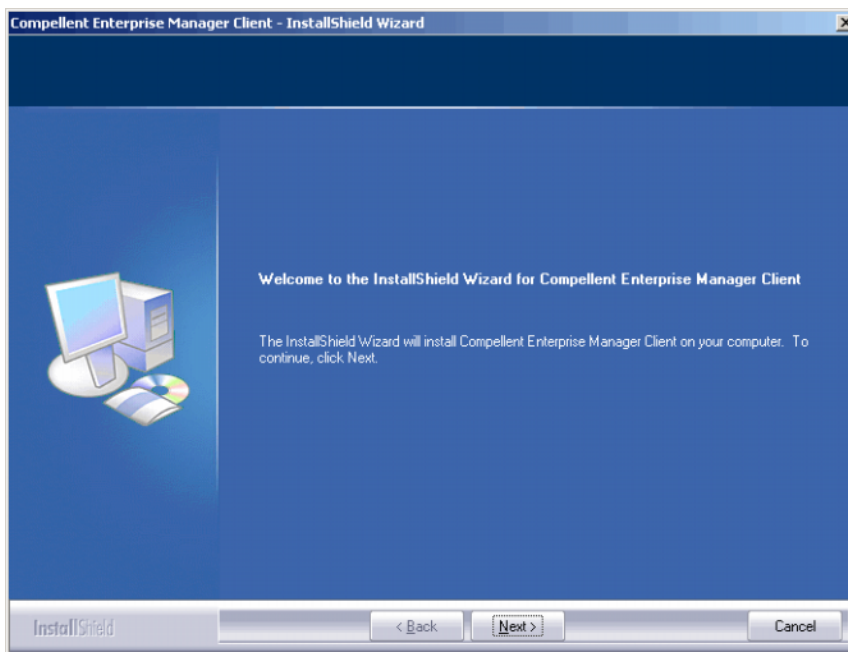 Compellent Enterprise Manager Client - InstallShield Wizard
Welcome to the InstallShield Wizard for Compellent Enterprise Manager Client
The InstallShield Wizard will install Compellent Enterprise Manager Client on your computer. To
continue, click Next.
InstallShield
< Back
Next >
Cancel